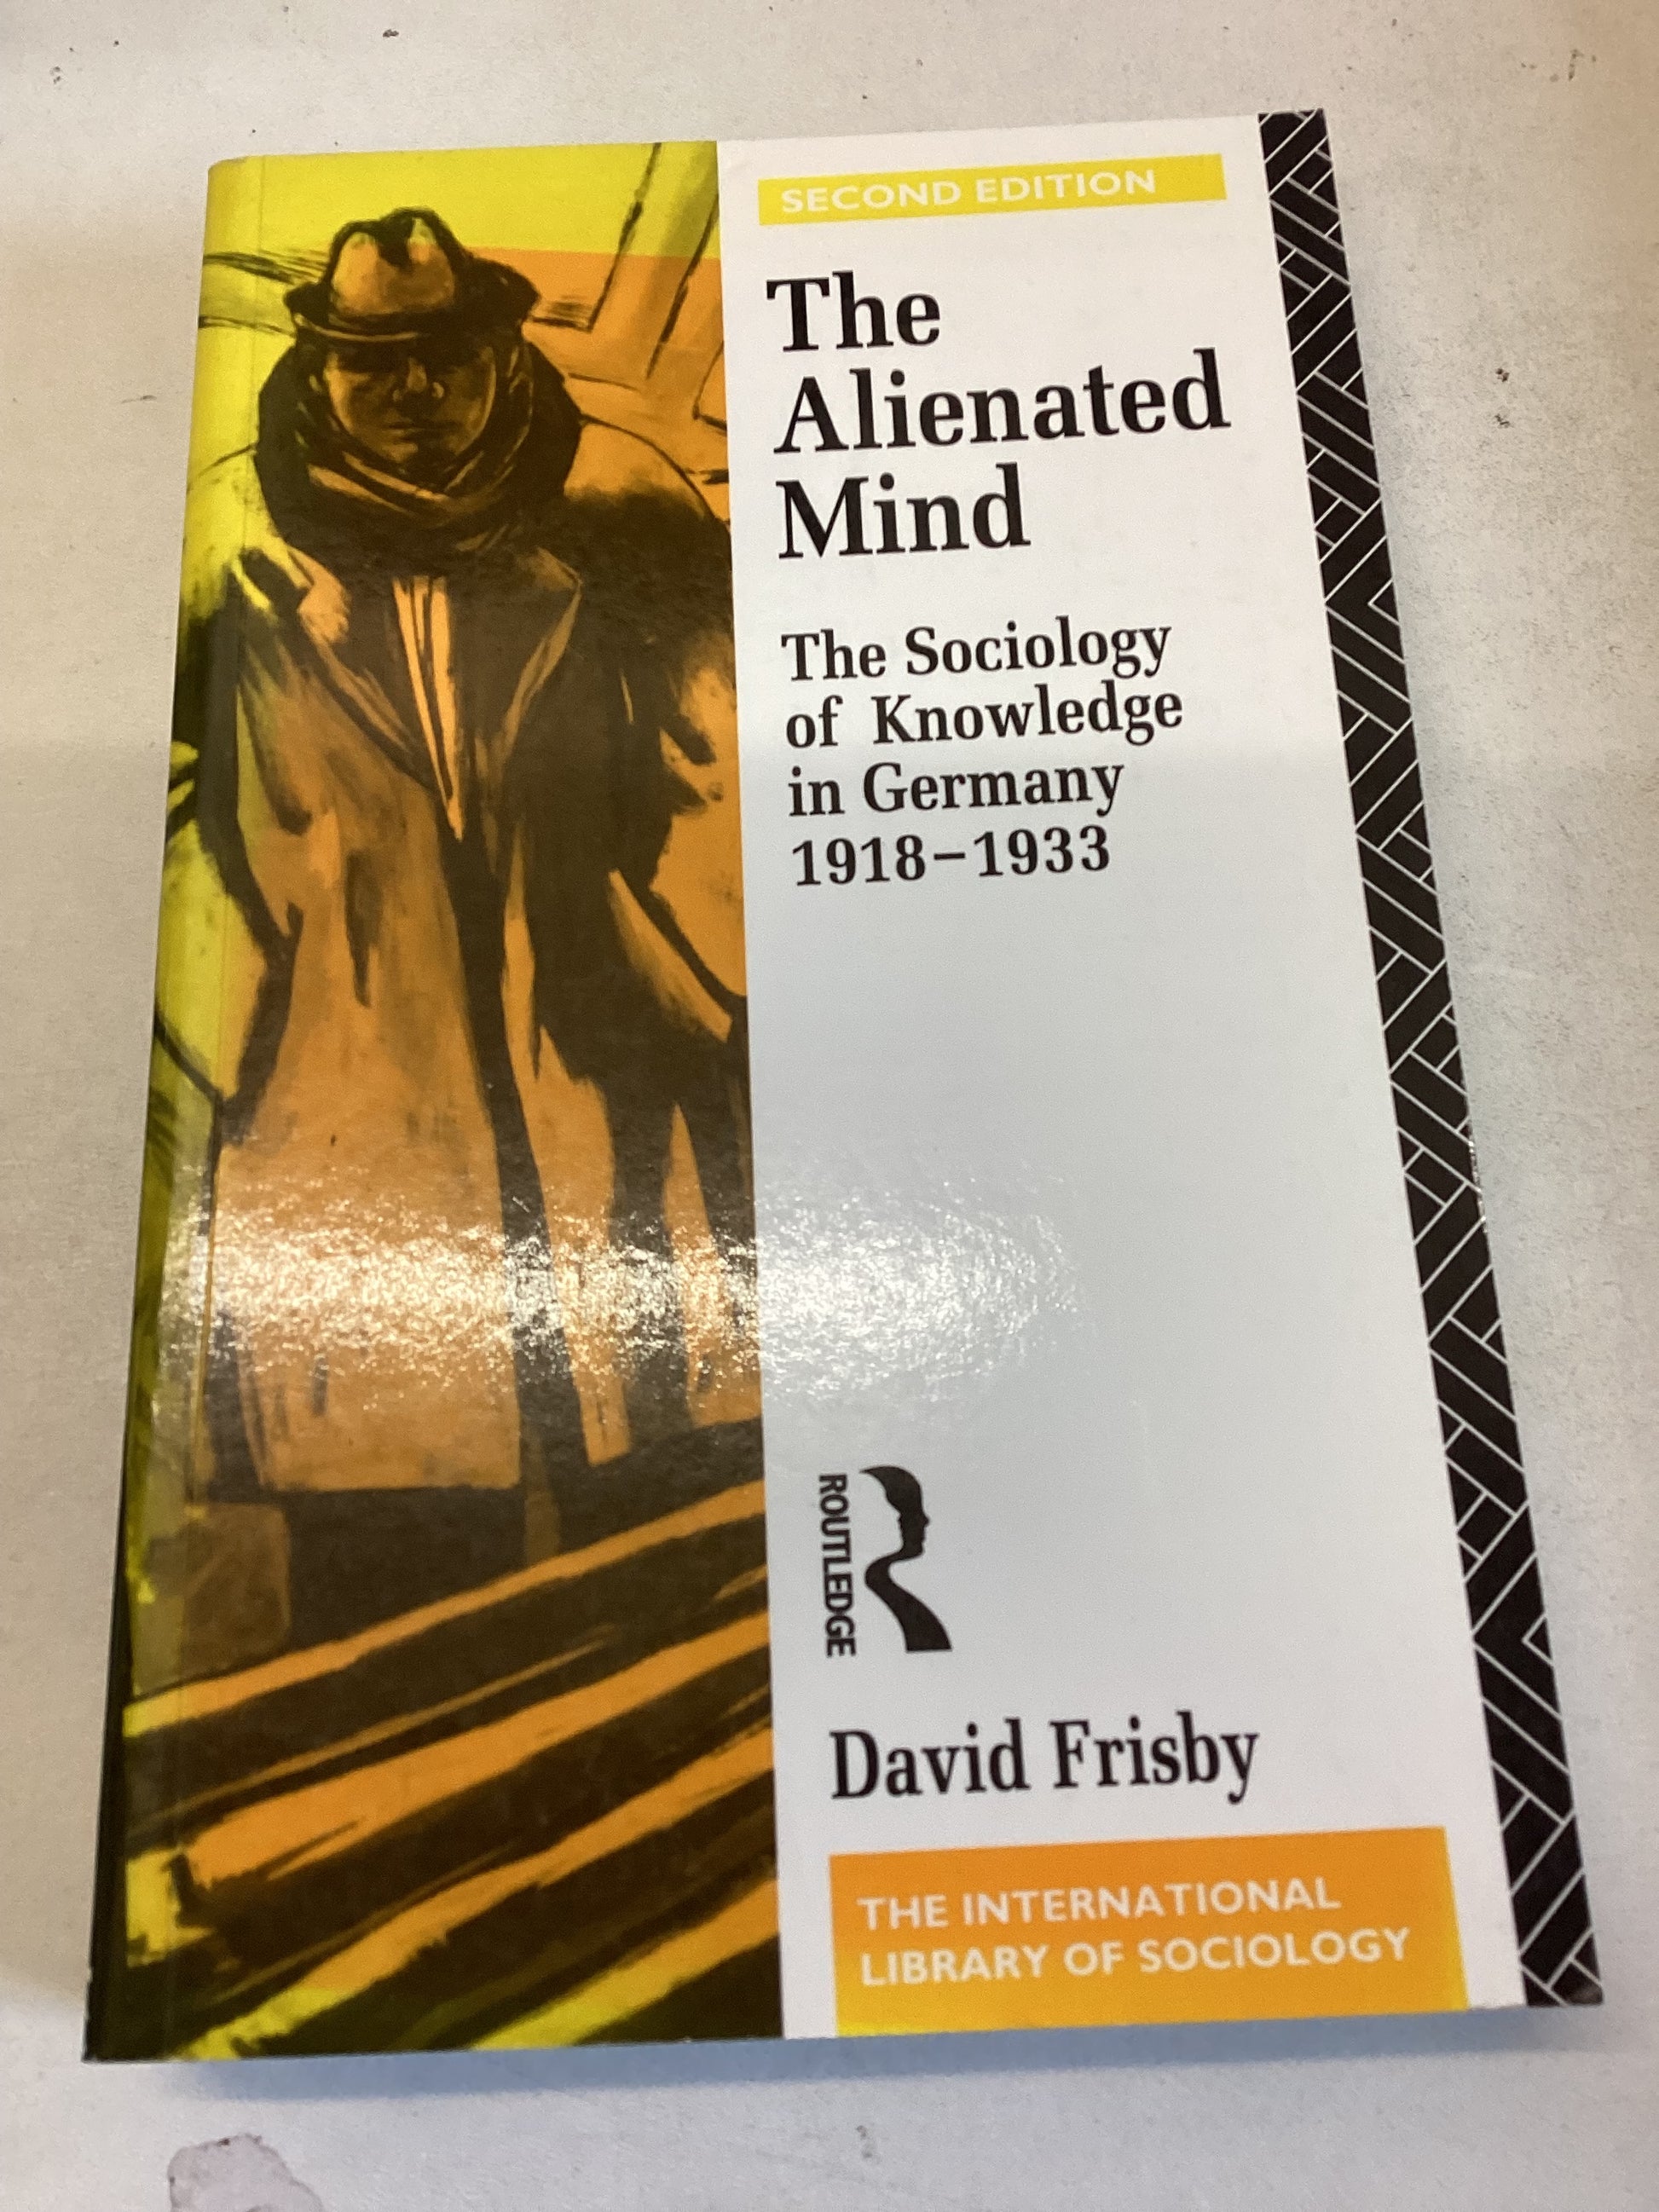 SECOND EDITION
The
Alienated
Mind
The Sociology
of Knowledge
in Germany
1918–1933
ROUTLEDGE
David Frisby
THE INTERNATIONAL
LIBRARY OF SOCIOLOGY